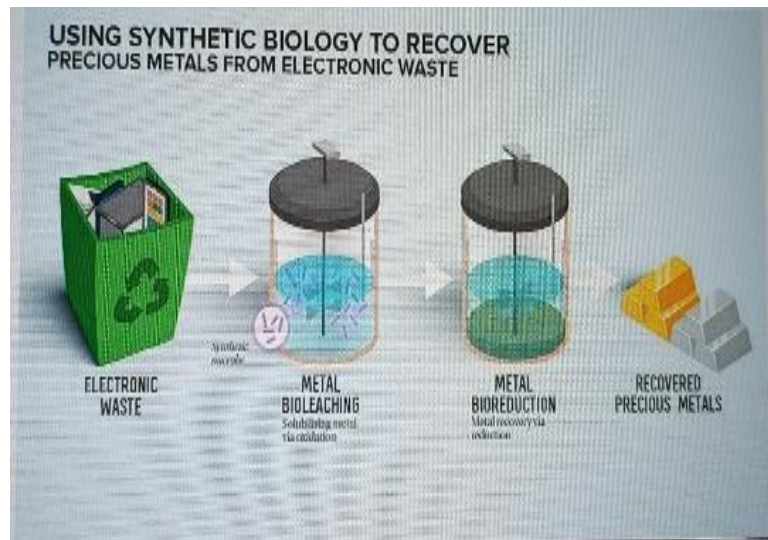 USING SYNTHETIC BIOLOGY TO RECOVER
PRECIOUS METALS FROM ELECTRONIC WASTE
Synthetic
microbe
ELECTRONIC
WASTE
METAL
BIOLEACHING
Solubilising metal
via oxidation
METAL
BIOREDUCTION
Metal recovery via
reduction
RECOVERED
PRECIOUS METALS